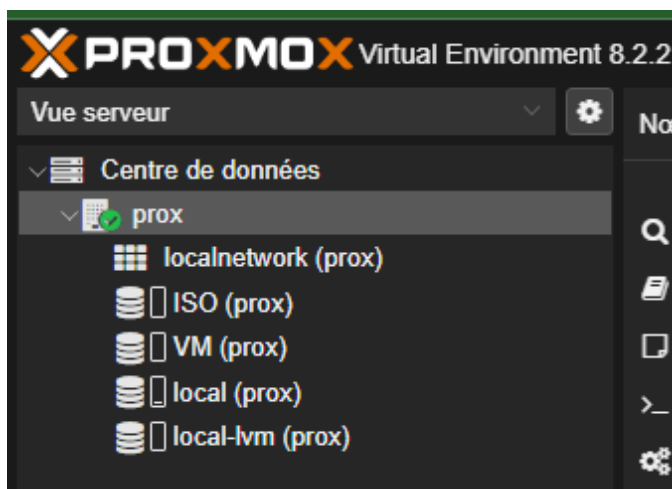 PROXMOX Virtual Environment 8.2.2
Vue serveur
Centre de données
prox
localnetwork (prox)
ISO (prox)
VM (prox)
local (prox)
local-lvm (prox)